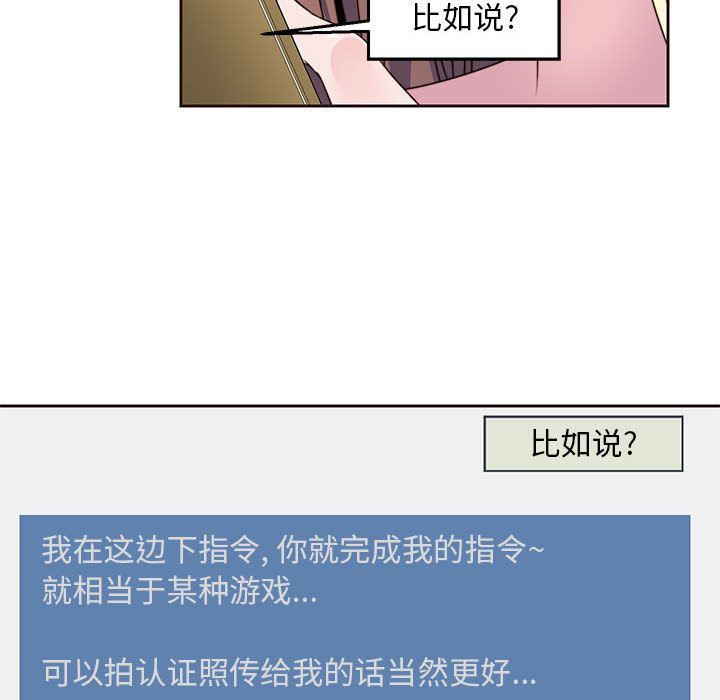 比如说?
比如说?
我在这边下指令, 你就完成我的指令~
就相当于某种游戏...
可以拍认证照传给我的话当然更好...